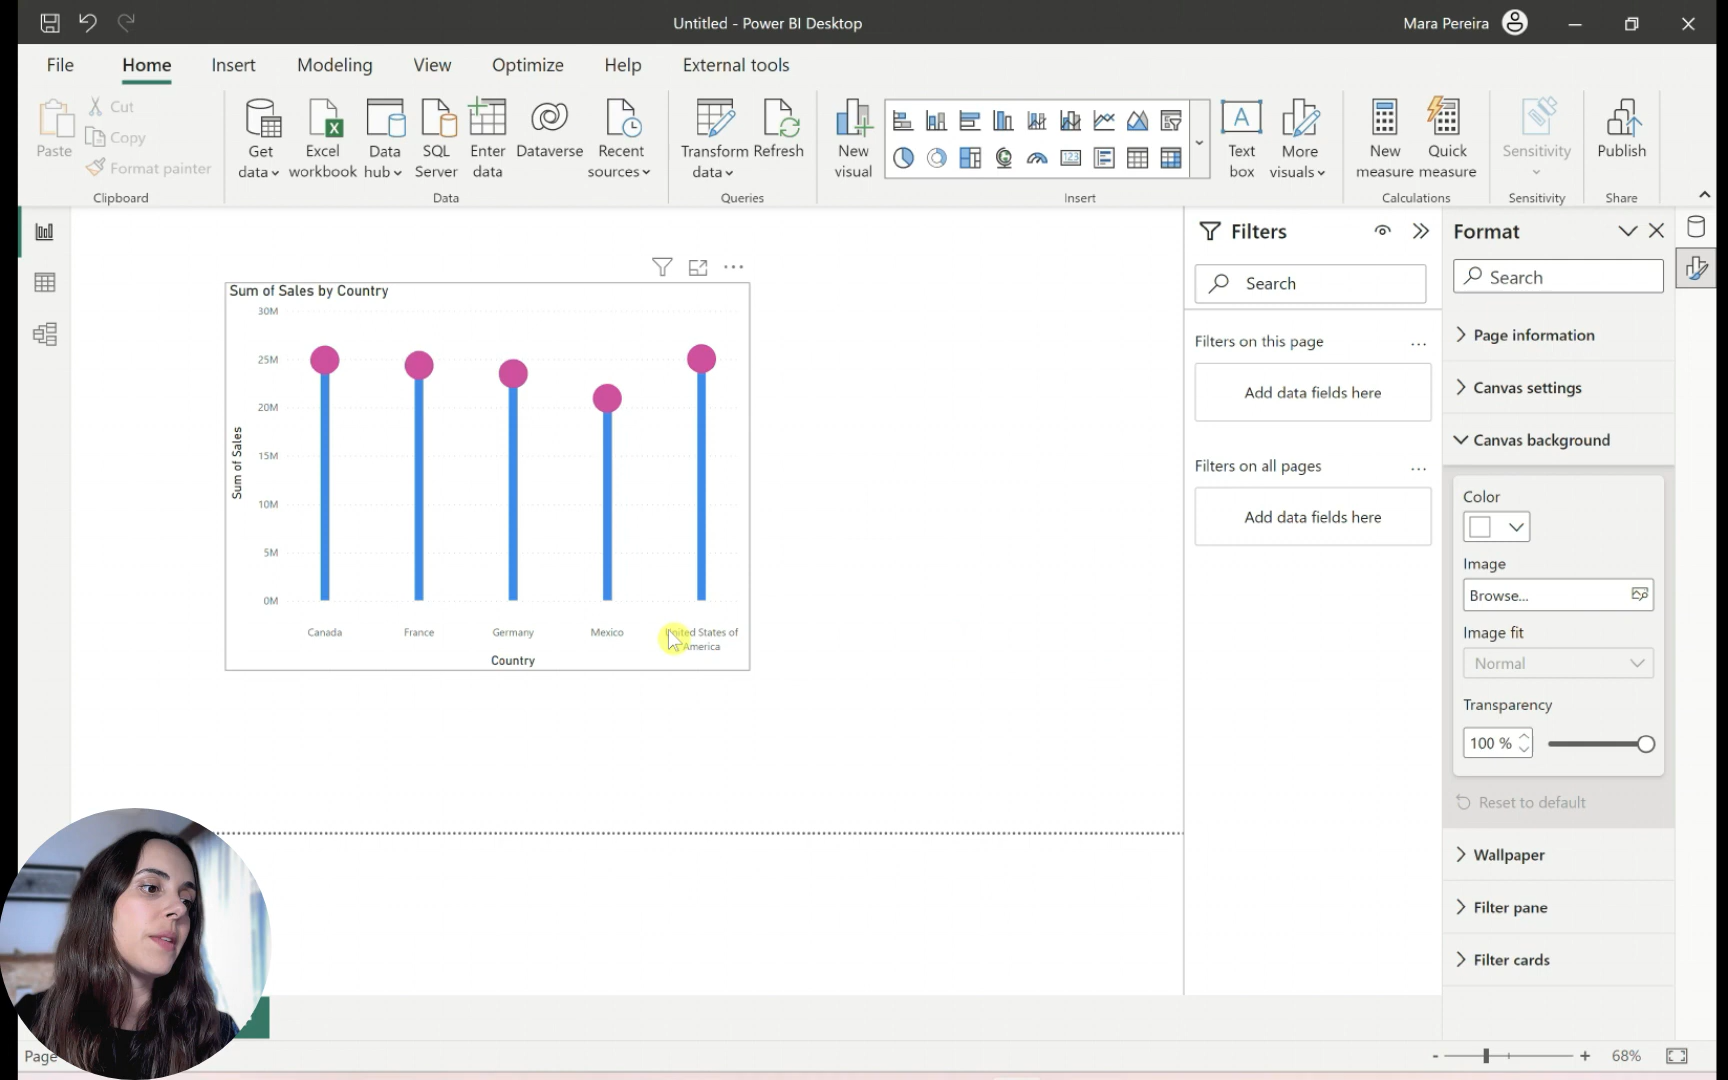 Untitled - Power BI Desktop
Mara Pereira
File Home Insert Modeling View Optimize Help External tools
Paste
Cut
Copy
Format painter
Clipboard
Get data
Excel workbook
Data hub
SQL Server
Enter data
Dataverse
Recent sources
Data
Transform data
Refresh
Queries
New visual
123
Insert
A
Text box
More visuals
New measure
Quick measure
Calculations
Sensitivity
Sensitivity
Publish
Share
Sum of Sales by Country
30M
25M
20M
15M
10M
5M
0M
Sum of Sales
Canada
France
Germany
Mexico
United States of
America
Country
Filters
Search
Filters on this page
...
Add data fields here
Filters on all pages
...
Add data fields here
Format
Search
Page information
Canvas settings
Canvas background
Color
Image
Browse...
Image fit
Normal
Transparency
100 %
Reset to default
Wallpaper
Filter pane
Filter cards
Page
- + 68%